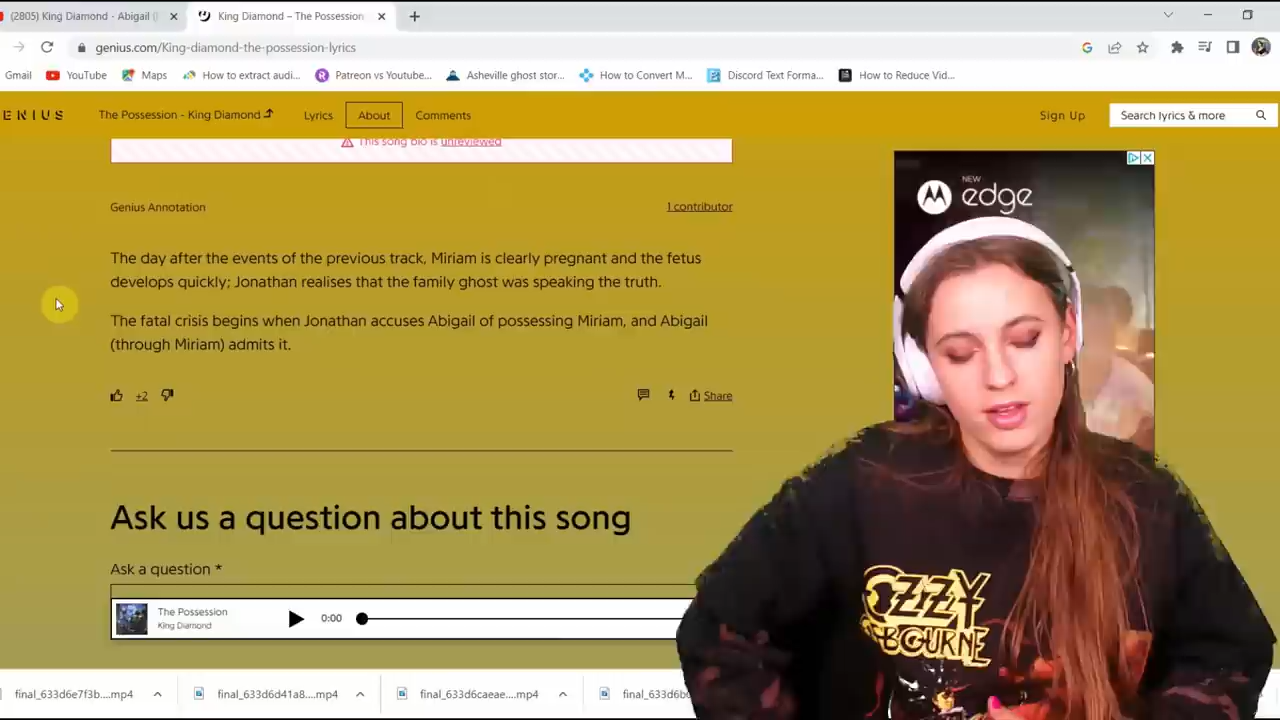 (2805) King Diamond - Abigail (
King Diamond – The Possession
genius.com/King-diamond-the-possession-lyrics
Gmail YouTube Maps How to extract audi... Patreon vs Youtube... Asheville ghost stor... How to Convert M... Discord Text Forma... How to Reduce Vid...
ENIUS The Possession - King Diamond Lyrics About Comments Sign Up Search lyrics & more
This song bio is unreviewed
NEW
edge
Genius Annotation 1 contributor
The day after the events of the previous track, Miriam is clearly pregnant and the fetus
develops quickly; Jonathan realises that the family ghost was speaking the truth.
The fatal crisis begins when Jonathan accuses Abigail of possessing Miriam, and Abigail
(through Miriam) admits it.
+2 Share
Ask us a question about this song
Ask a question *
The Possession
King Diamond
0:00
OZZY
OSBOURNE
final_633d6e7f3b....mp4 final_633d6d41a8....mp4 final_633d6caeae....mp4